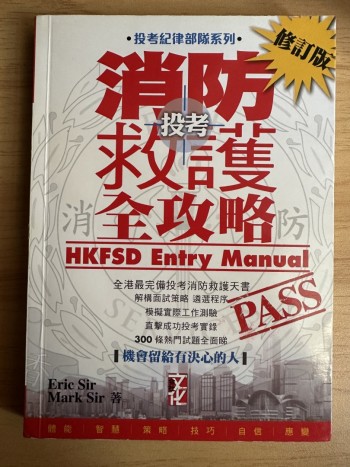 •投考紀律部隊系列•
修訂版
消防
投考
救護
全攻略
消 防
HKFSD Entry Manual
全港最完備投考消防救護天書
解構面試策略 遴選程序
模擬實際工作測驗
直擊成功投考實錄
300條熱門試題全面睇
PASS
【機會留給有決心的人】
Eric Sir
Mark Sir 著
文化
體能 | 智慧 | 策略 | 技巧 | 自信 | 應變